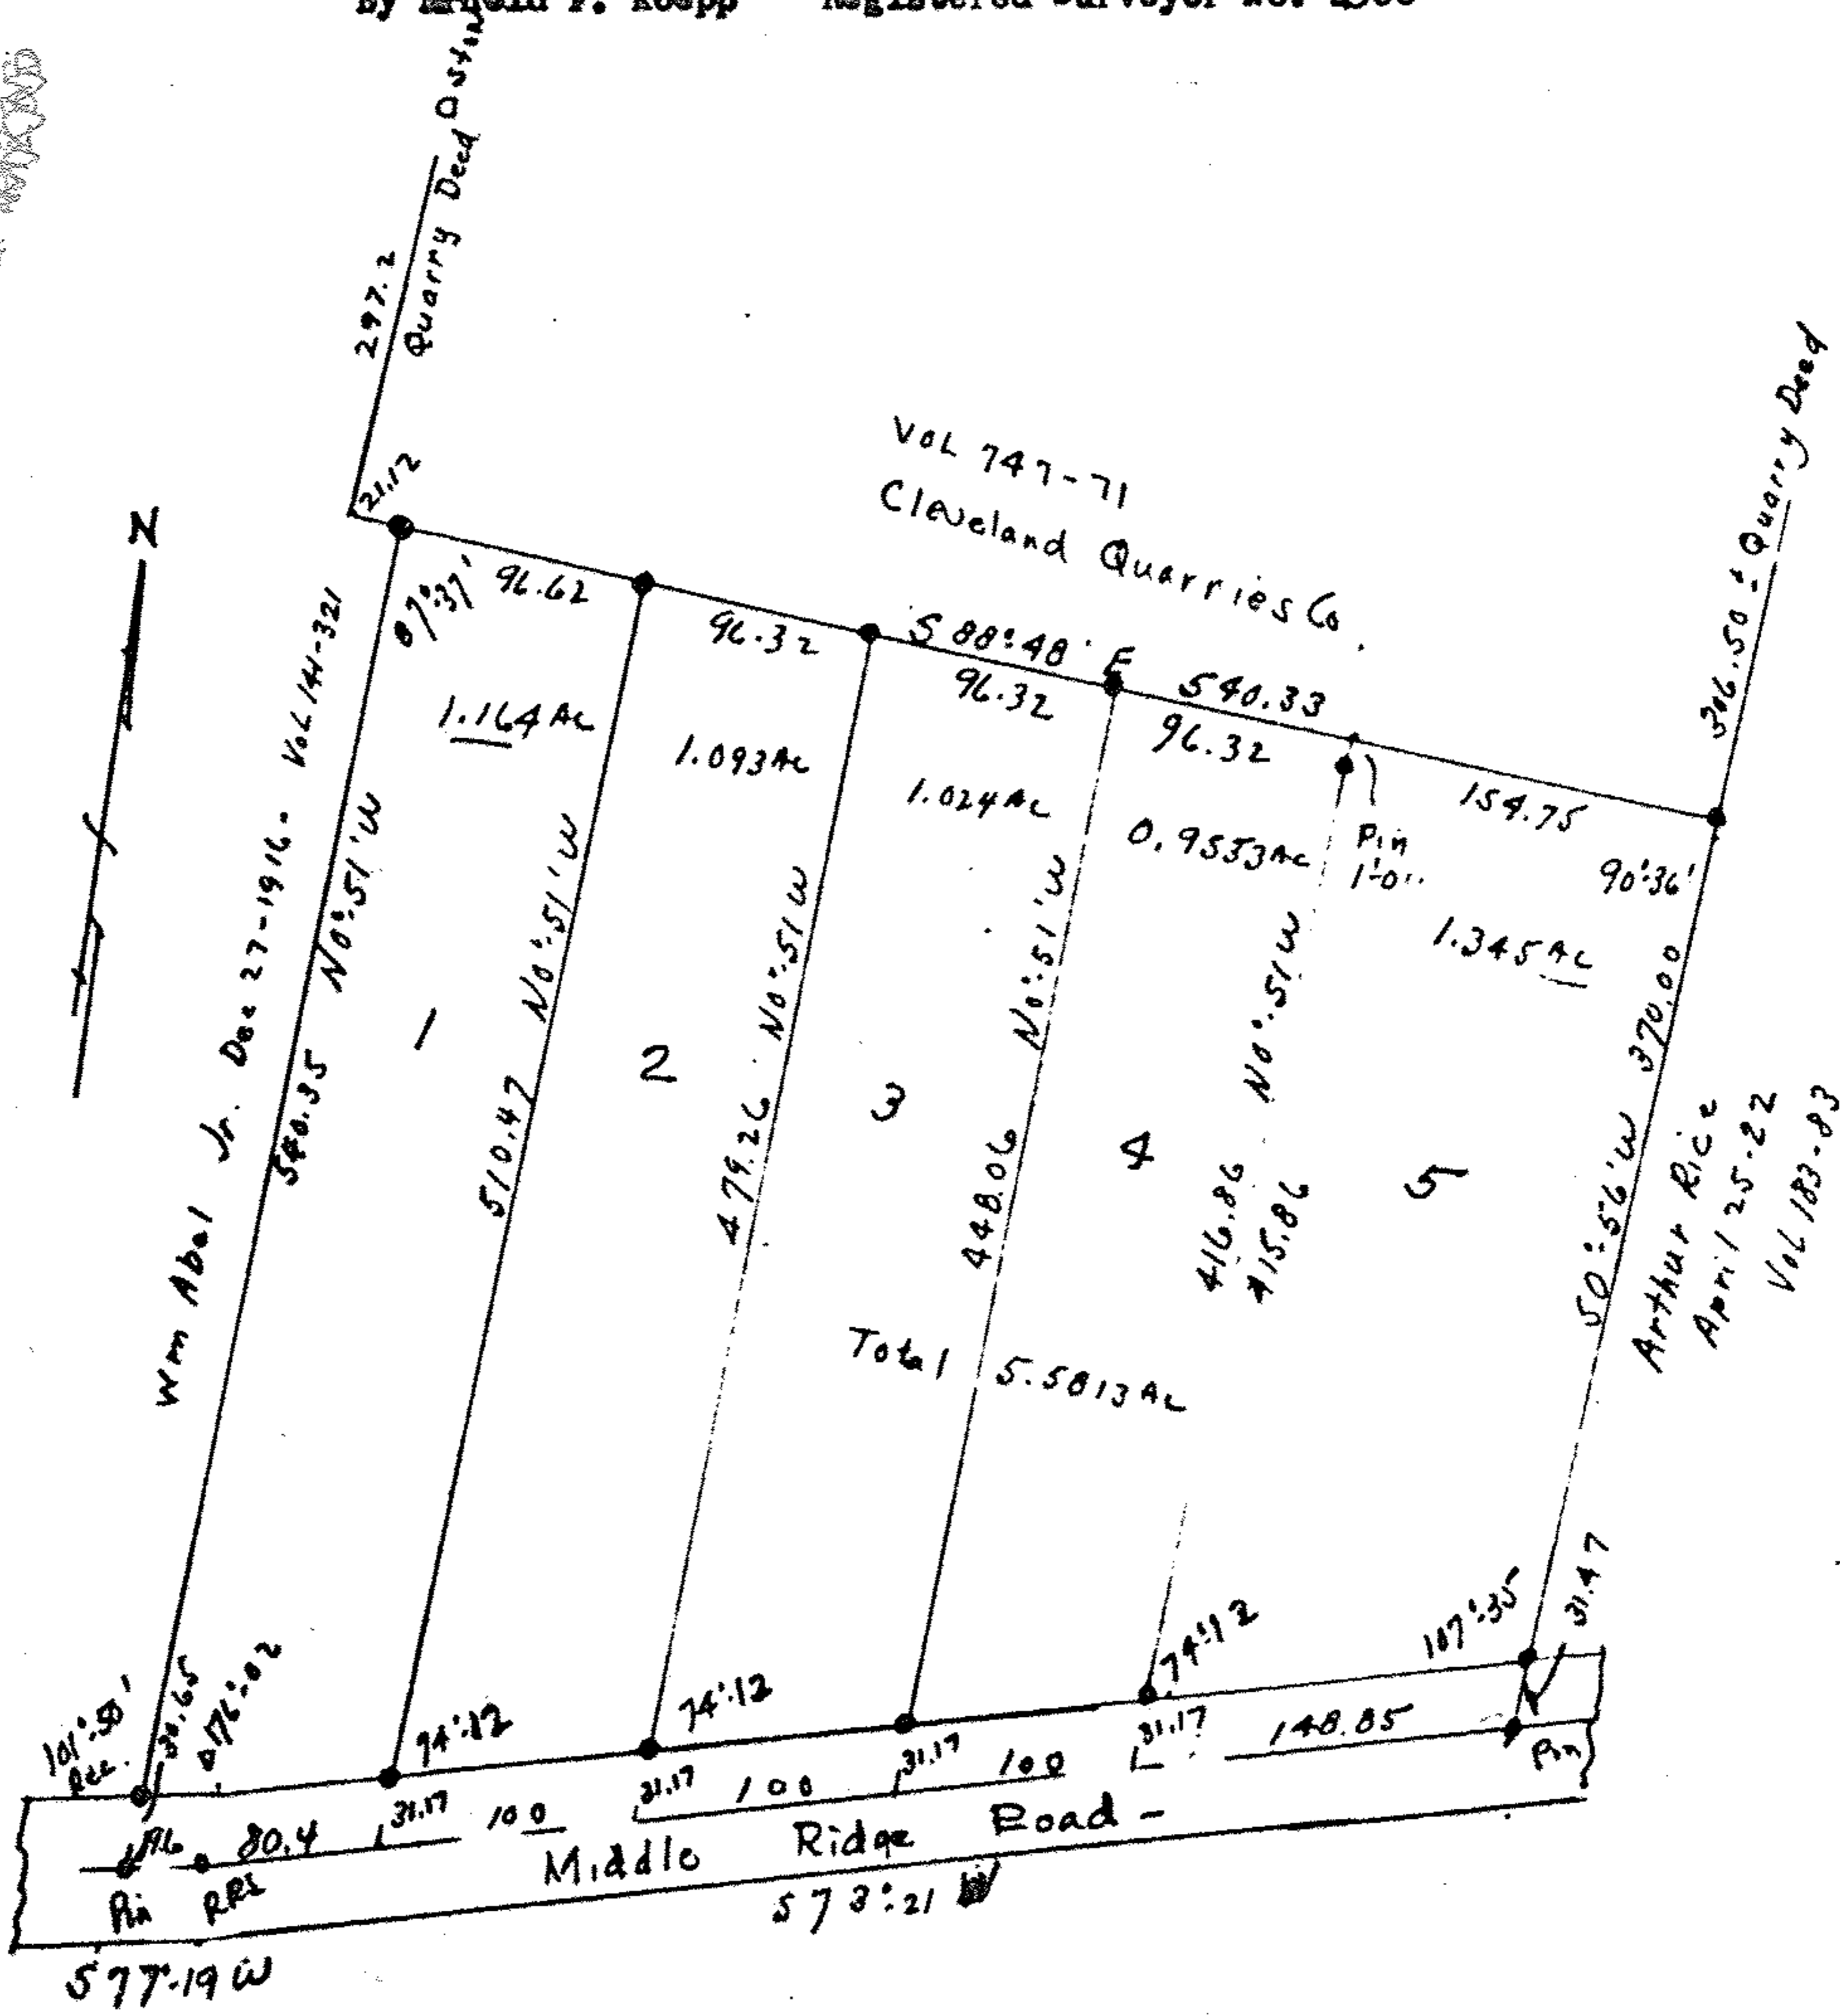 Registered Surveyor No.
297.2
Quarry Deed
21.12
N
VOL 747-71
Cleveland Quarries Co.
96.62
87°:37'
96.32
S 88°:48' E
96.32
540.33
96.32
154.75
306.50 ± Quarry Deed
Wm Abel Jr. Dec 27-1916 - Vol 141-321
1.164 Ac
1.093 Ac
1.024 Ac
0.9553 Ac
Pin
1'-0"
90°:36'
1.345 Ac
540.35 N0°:51'W
510.47 N0°:51'W
479.26 N0°:51 W
448.06 N0°:51'W
416.86 N0°:51 W
415.86
S0°:56'W 370.00
1
2
3
4
5
Arthur Rice
April 25-22
Vol 183-83
Total 5.5813 Ac
Rec.
30.65
176°:02
74°:12
74°:12
74°:12
107°:35
31.47
80.4
31.17
100
31.17
100
31.17
100
31.17
148.85
Pin
Pin
Middle Ridge Road -
S 73°:21 W
S 77°-19 W